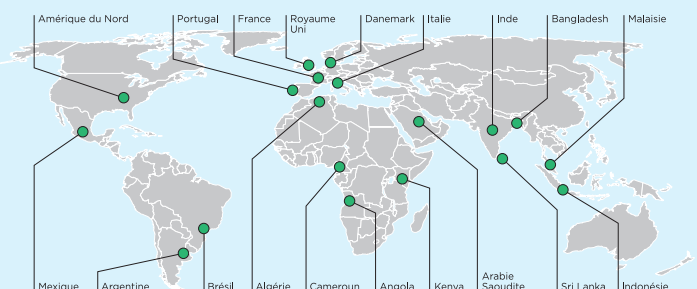 Amérique du Nord
Portugal
France
Royaume
Uni
Danemark
Italie
Inde
Bangladesh
Malaisie
Mexique
Argentine
Brésil
Algérie
Cameroun
Angola
Kenya
Arabie
Saoudite
Sri Lanka
Indonésie